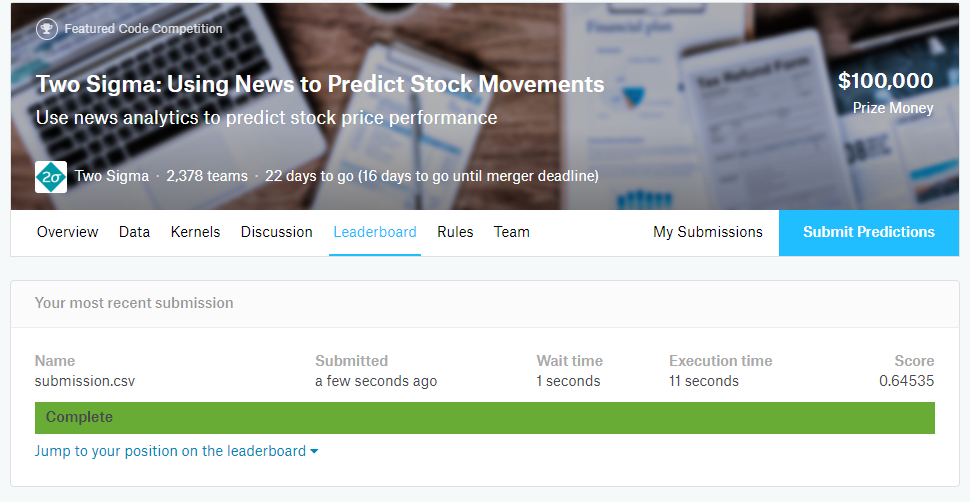 Featured Code Competition
Two Sigma: Using News to Predict Stock Movements
Use news analytics to predict stock price performance
$100,000
Prize Money
Financial plan
Tax Refund Form
2σ
Two Sigma · 2,378 teams · 22 days to go (16 days to go until merger deadline)
Overview Data Kernels Discussion Leaderboard Rules Team My Submissions Submit Predictions
Your most recent submission
Name Submitted Wait time Execution time Score
submission.csv a few seconds ago 1 seconds 11 seconds 0.64535
Complete
Jump to your position on the leaderboard